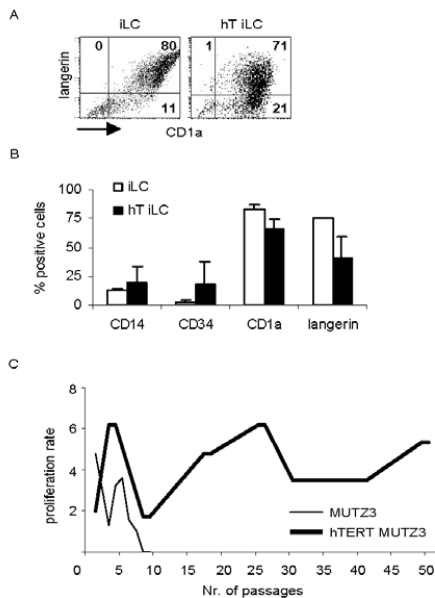 A
iLC
hT iLC
langerin
0 80
11
1 71
21
CD1a
B
% positive cells
100
75
50
25
0
iLC
hT iLC
CD14 CD34 CD1a langerin
C
proliferation rate
8
6
4
2
0
MUTZ3
hTERT MUTZ3
5 10 15 20 25 30 35 40 45 50
Nr. of passages